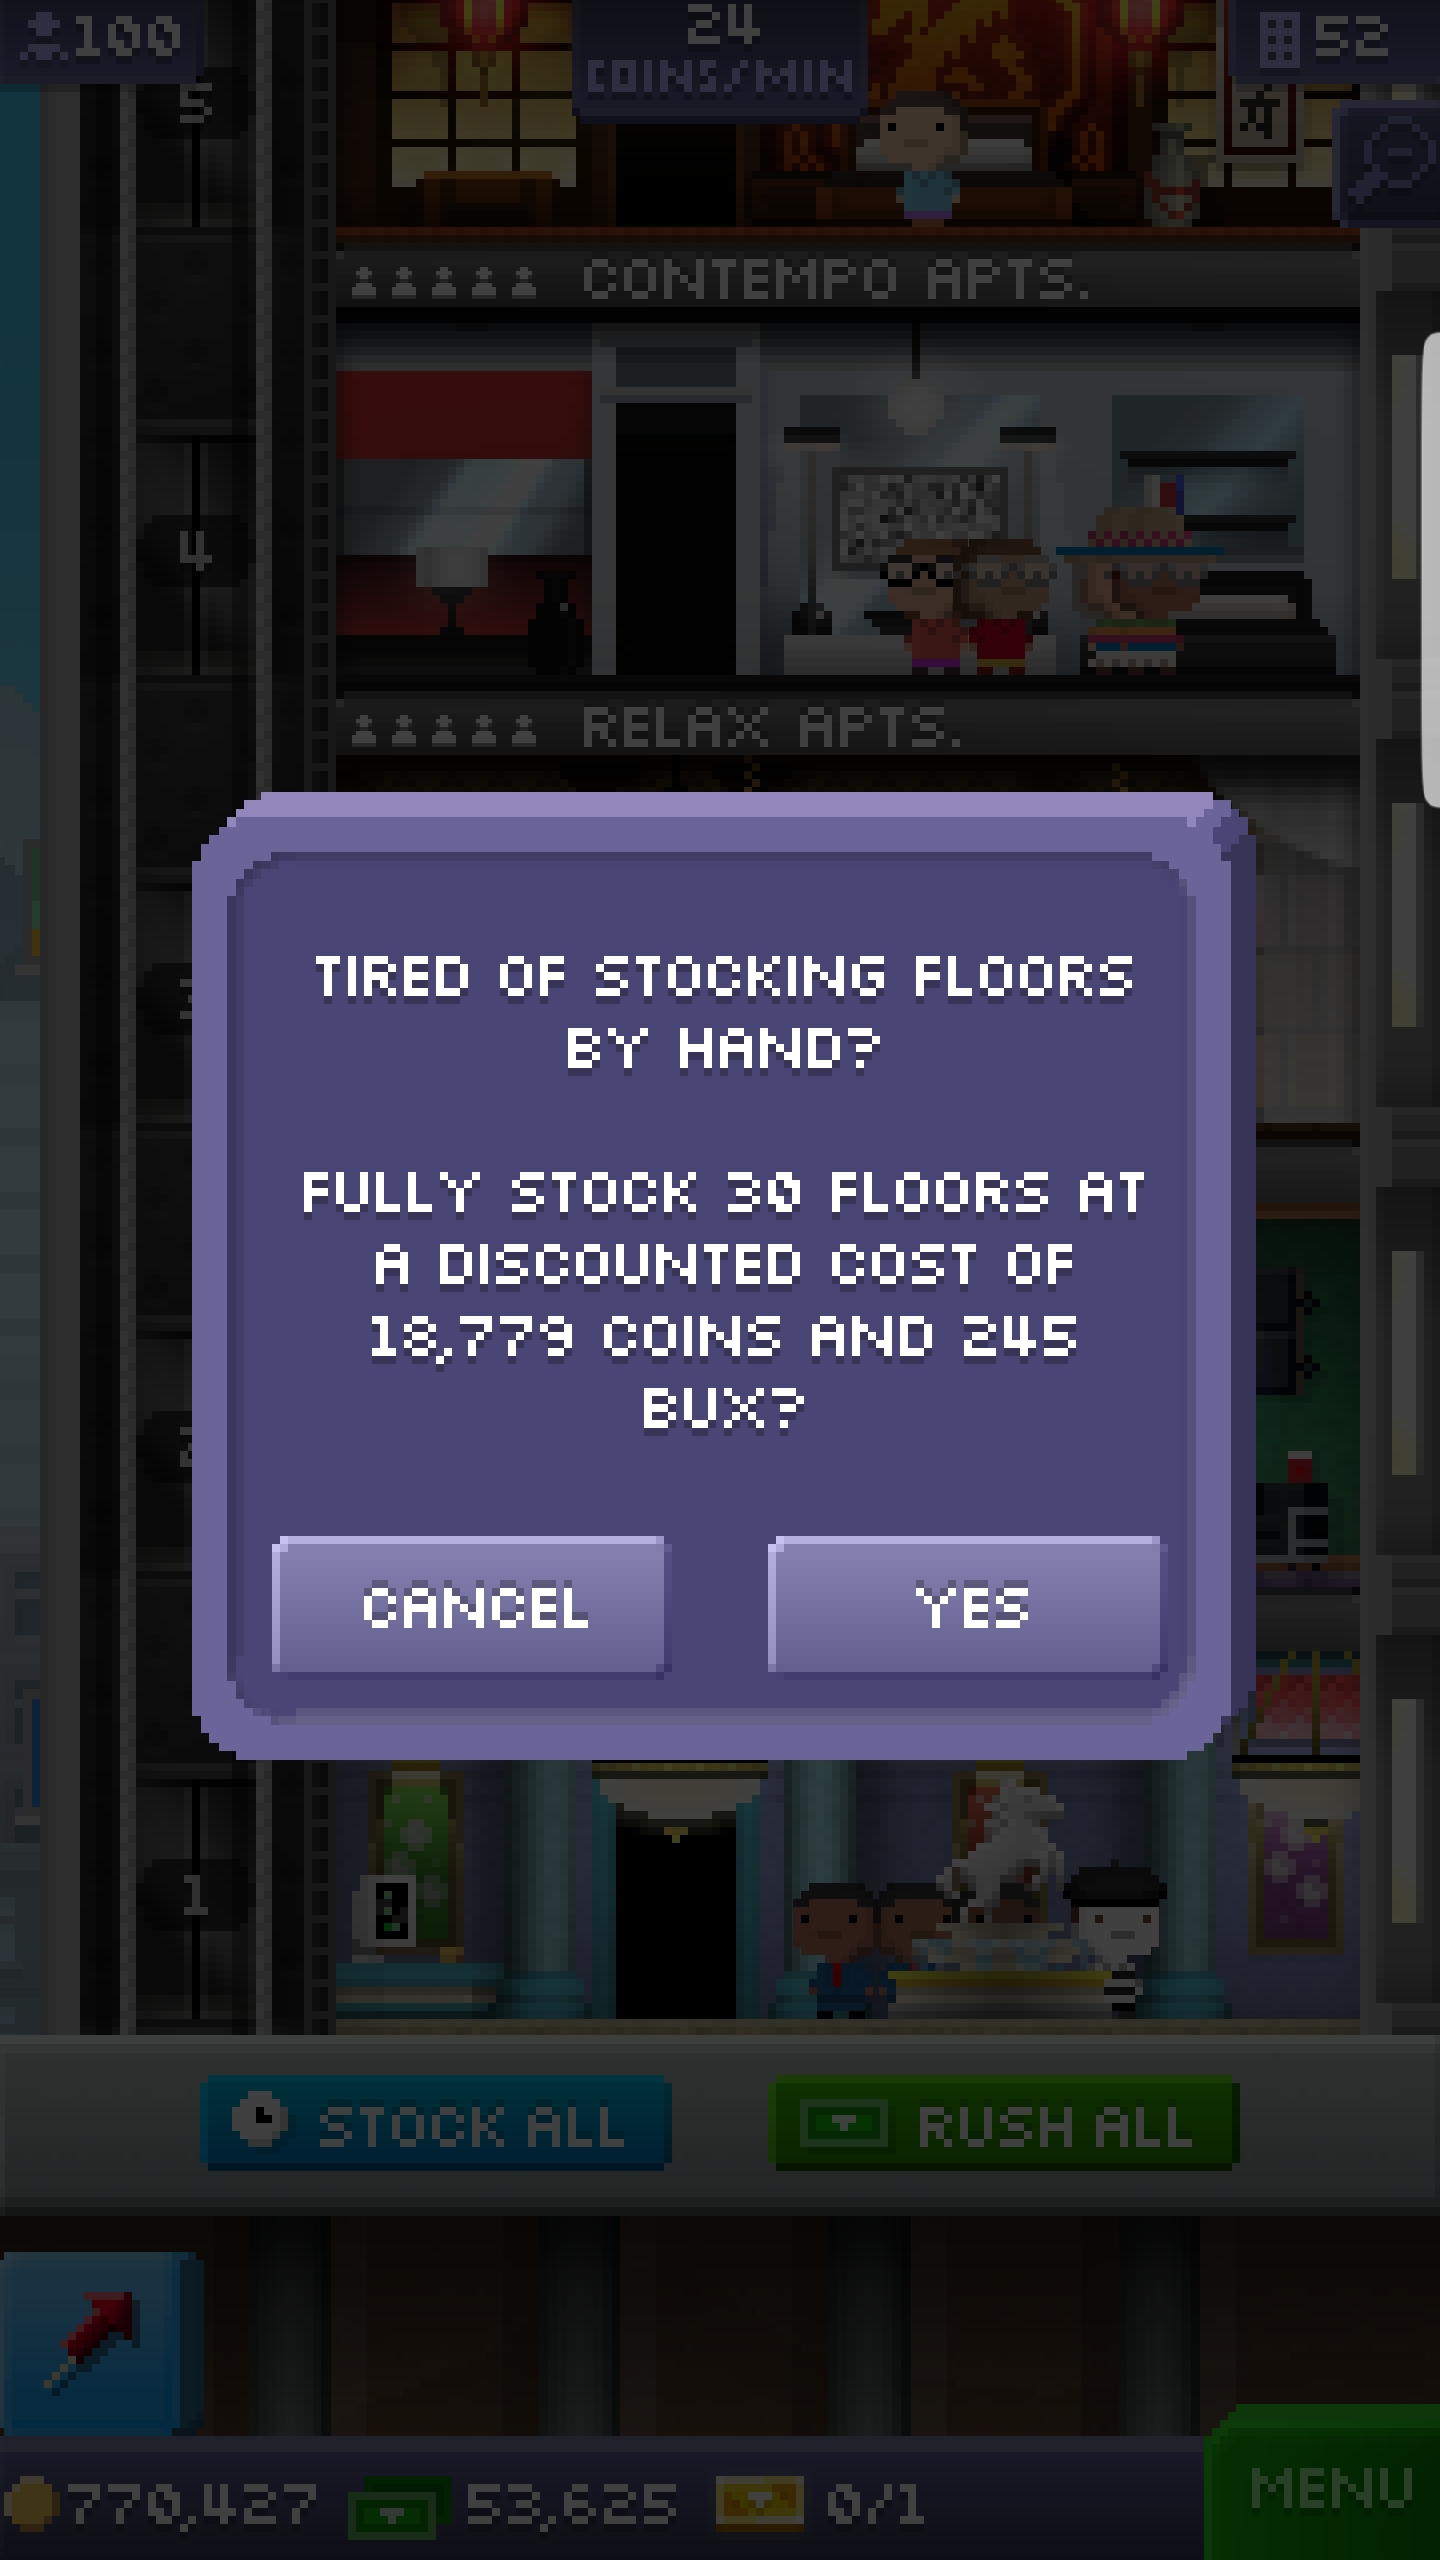 100
24
COINS/MIN
52
5
CONTEMPO APTS.
4
RELAX APTS.
TIRED OF STOCKING FLOORS
BY HAND?
FULLY STOCK 30 FLOORS AT
A DISCOUNTED COST OF
18,779 COINS AND 245
BUX?
CANCEL
YES
1
STOCK ALL
RUSH ALL
770,427
53,625
0/1
MENU